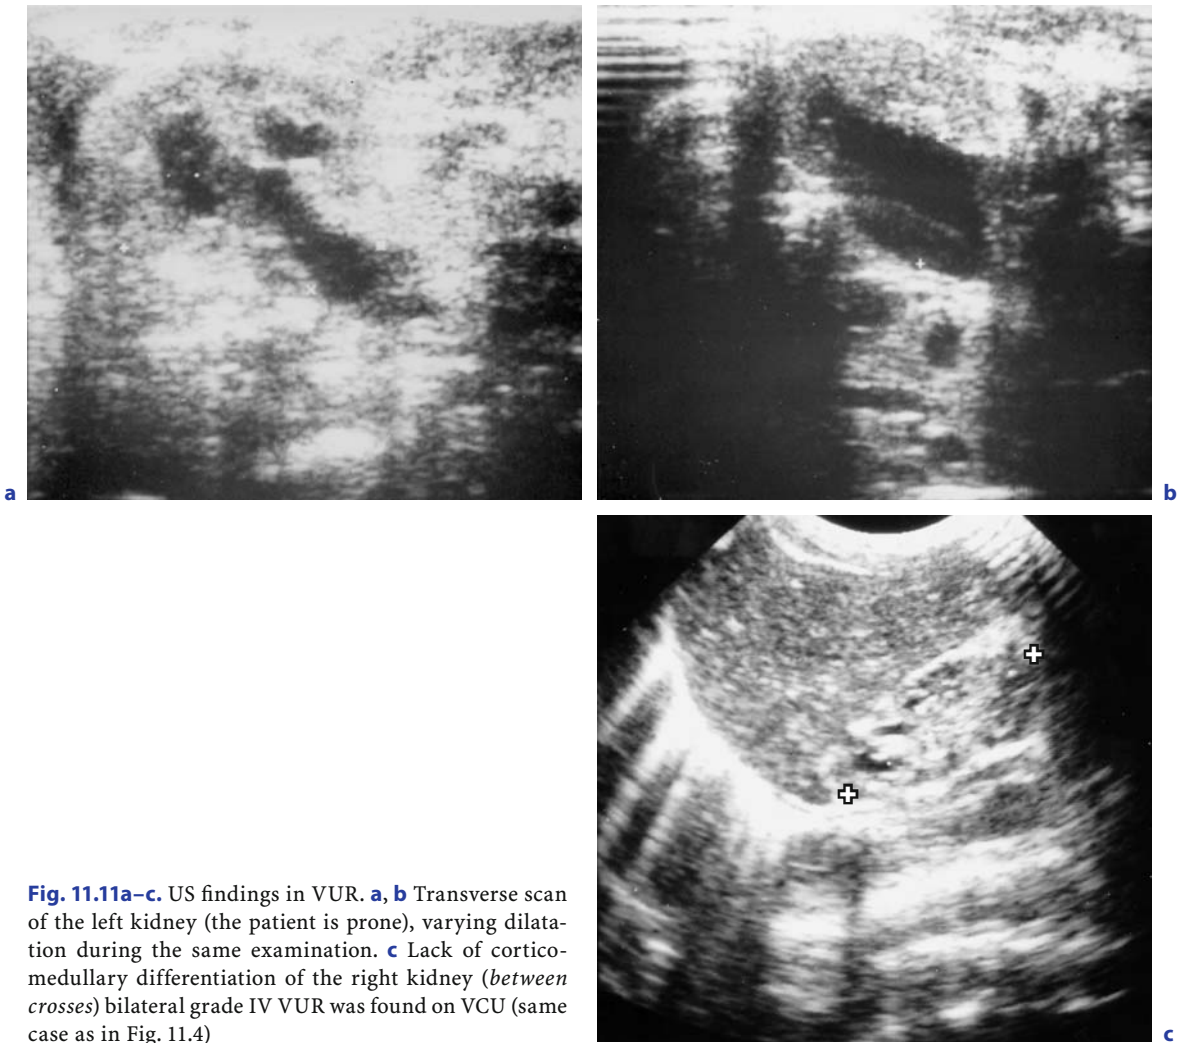 a
b
Fig. 11.11a–c. US findings in VUR. a, b Transverse scan
of the left kidney (the patient is prone), varying dilata-
tion during the same examination. c Lack of cortico-
medullary differentiation of the right kidney (between
crosses) bilateral grade IV VUR was found on VCU (same
case as in Fig. 11.4)
c